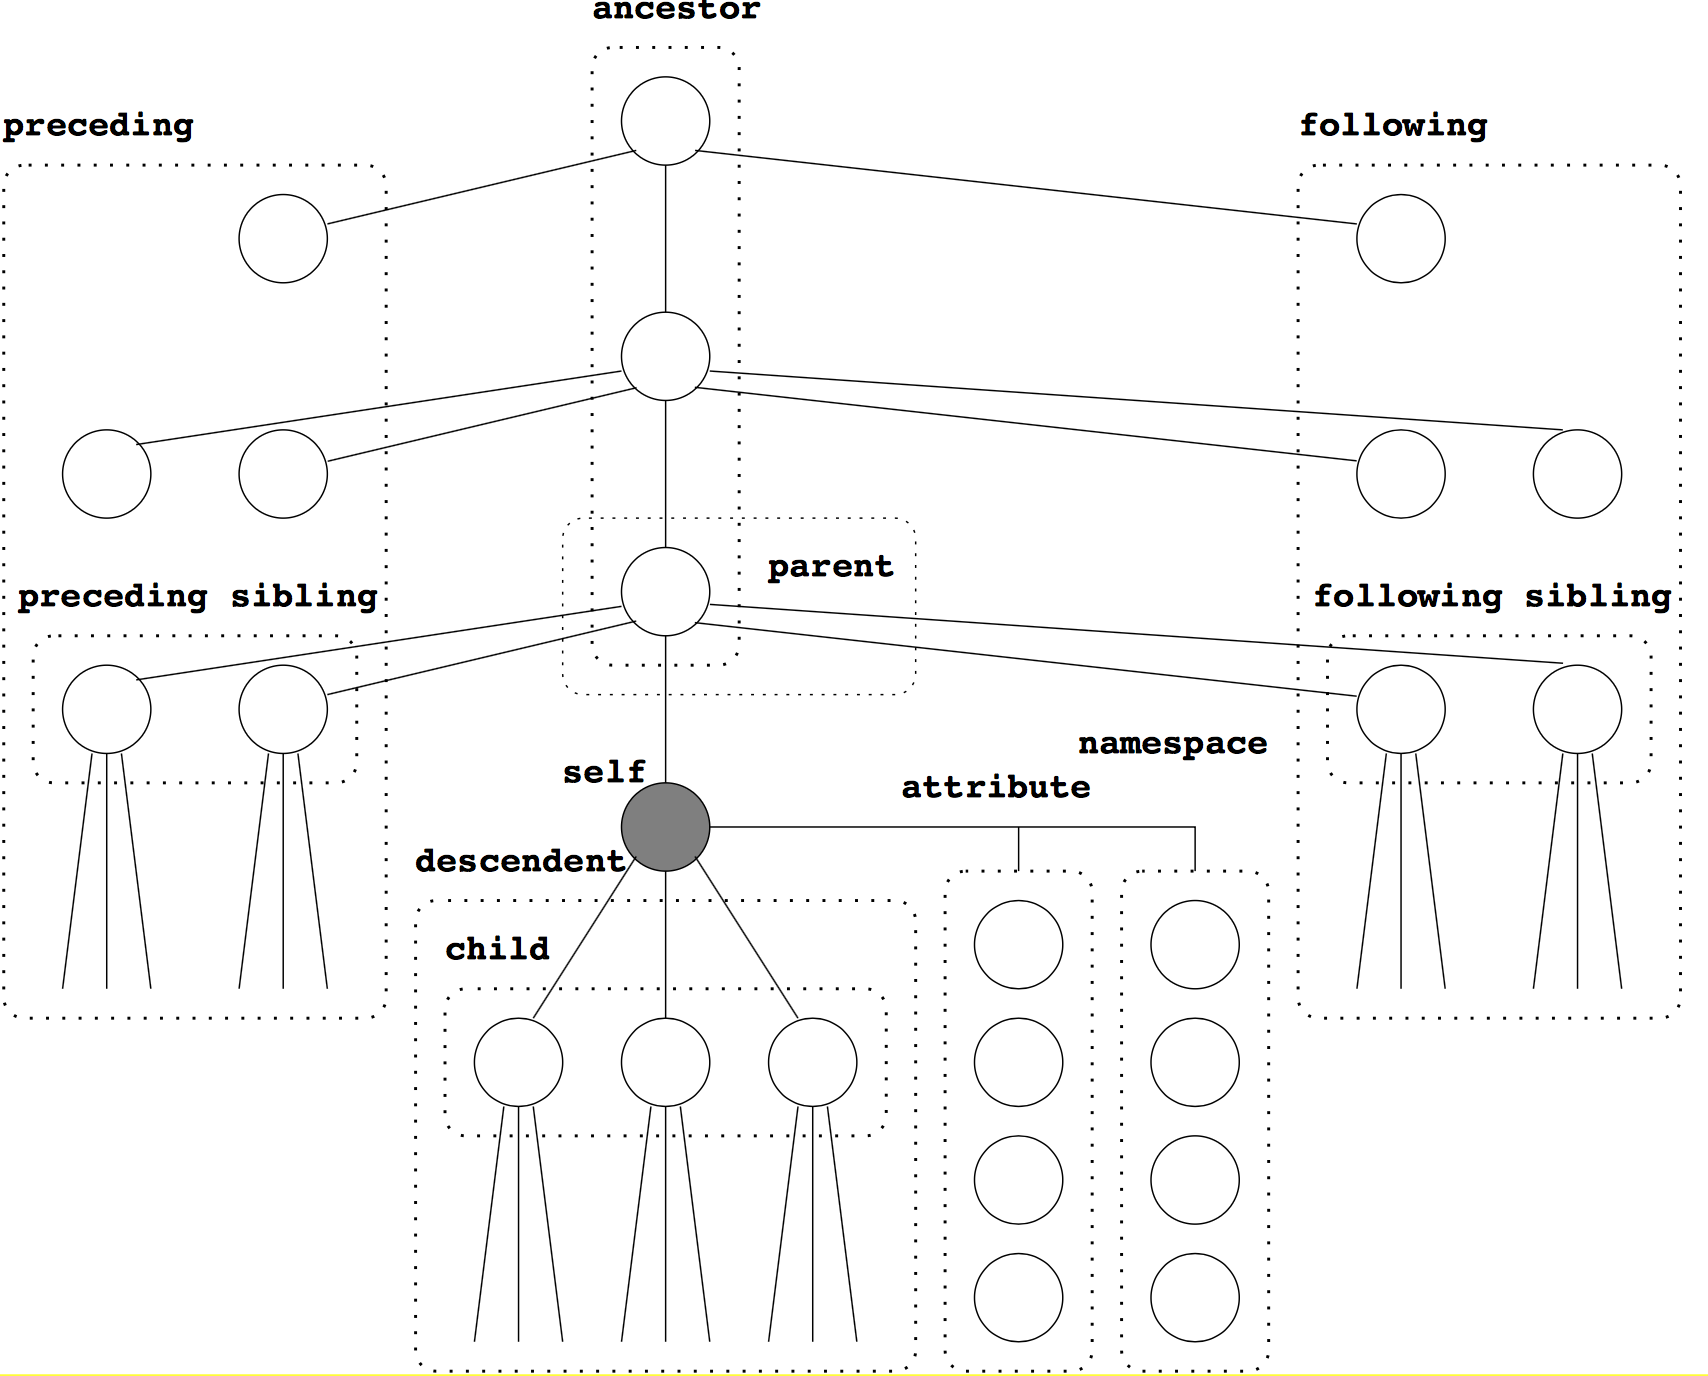 ancestor
preceding
following
parent
preceding sibling
following sibling
namespace
self
attribute
descendent
child